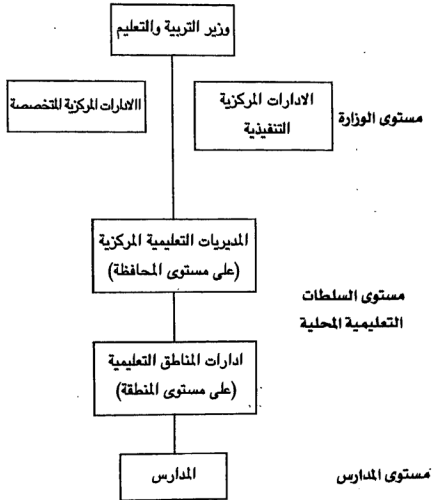 وزير التربية والتعليم
الادارات المركزية
التنفيذية
االادارات المركزية المتخصصة
مستوى الوزارة
المديريات التعليمية المركزية
(على مستوى المحافظة)
مستوى السلطات
التعليمية المحلية
ادارات المناطق التعليمية
(على مستوى المنطقة)
المدارس
مستوى المدارس